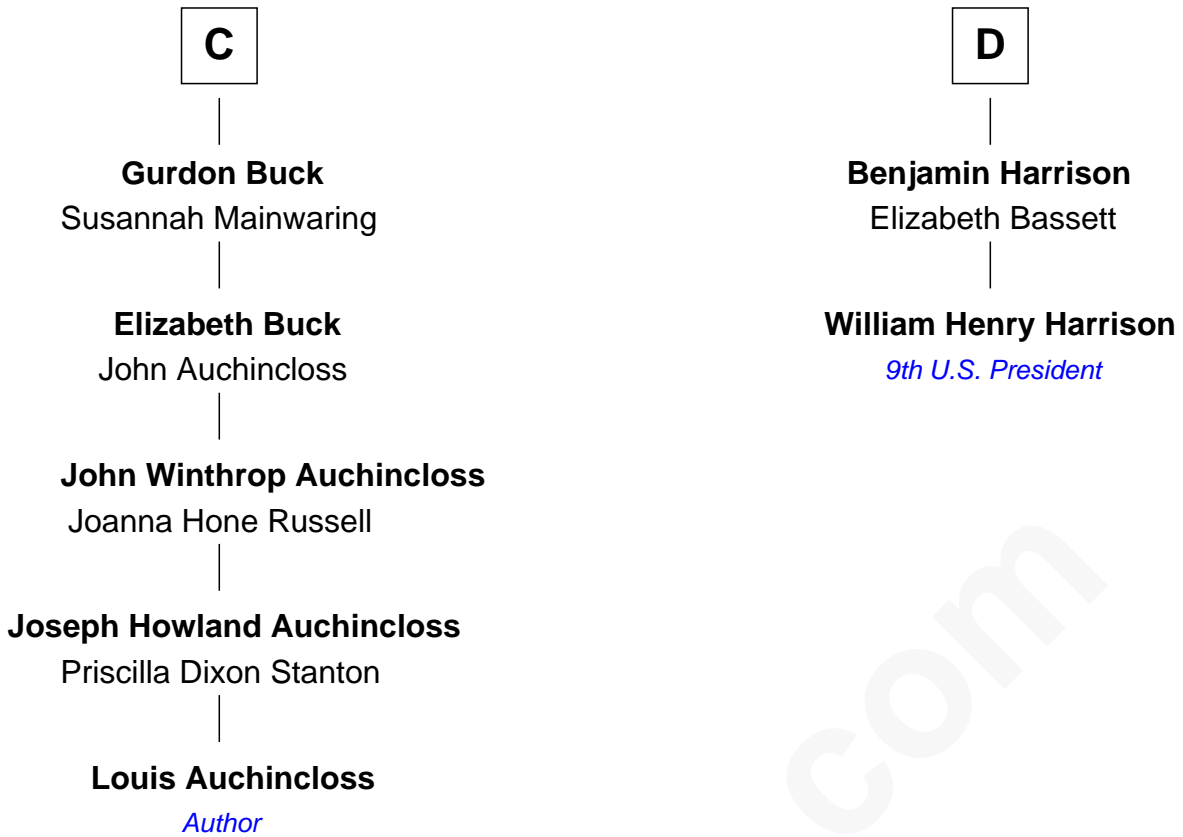 C
Gurdon Buck
Susannah Mainwaring
Elizabeth Buck
John Auchincloss
John Winthrop Auchincloss
Joanna Hone Russell
Joseph Howland Auchincloss
Priscilla Dixon Stanton
Louis Auchincloss
Author
D
Benjamin Harrison
Elizabeth Bassett
William Henry Harrison
9th U.S. President
com